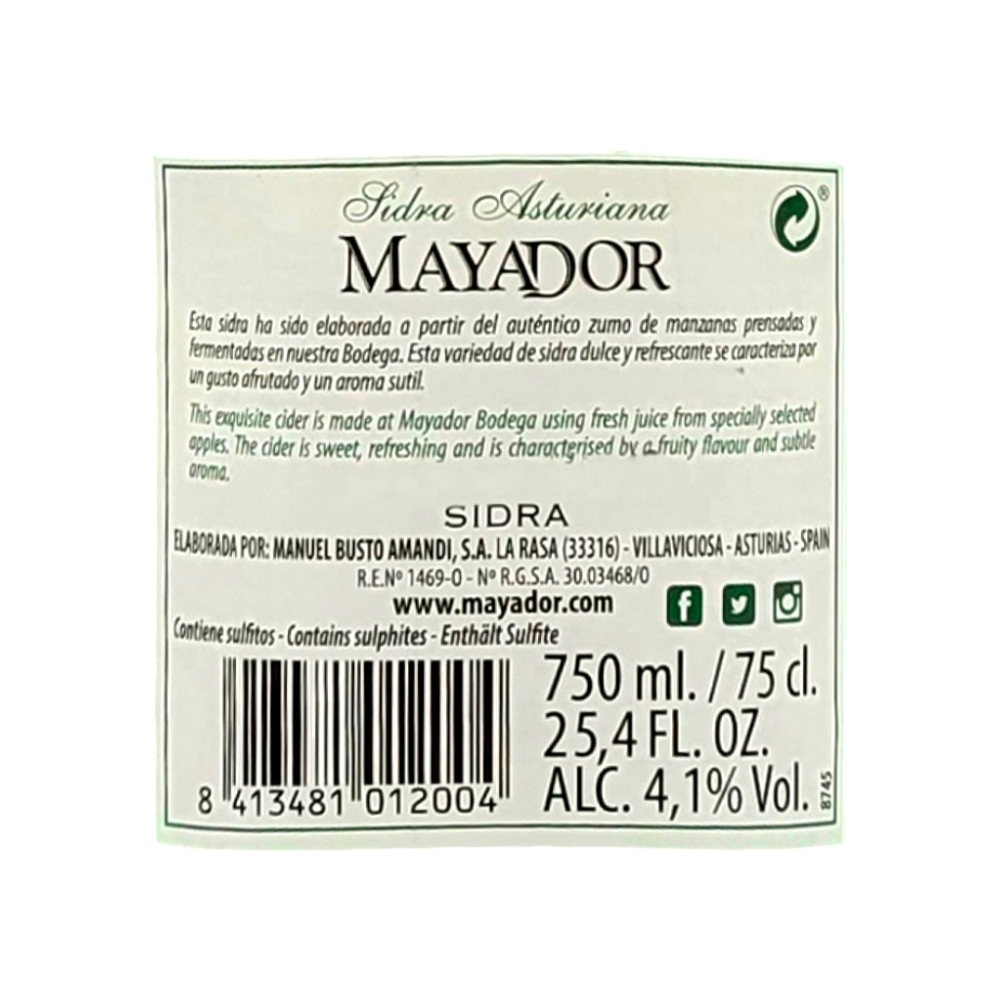 Sidra Asturiana
MAYADOR
®
Esta sidra ha sido elaborada a partir del auténtico zumo de manzanas prensadas y
fermentadas en nuestra Bodega. Esta variedad de sidra dulce y refrescante se caracteriza por
un gusto afrutado y un aroma sutil.
This exquisite cider is made at Mayador Bodega using fresh juice from specially selected
apples. The cider is sweet, refreshing and is charactgrised by a fruity flavour and subtle
aroma.
SIDRA
ELABORADA POR: MANUEL BUSTO AMANDI, S.A. LA RASA (33316) - VILLAVICIOSA - ASTURIAS - SPAIN
R.E.Nº 1469-O - Nº R.G.S.A. 30.03468/O
www.mayador.com
Contiene sulfitos - Contains sulphites - Enthält Sulfite
750 ml. / 75 cl.
25,4 FL. OZ.
ALC. 4,1% Vol.
8745
8 413481 012004